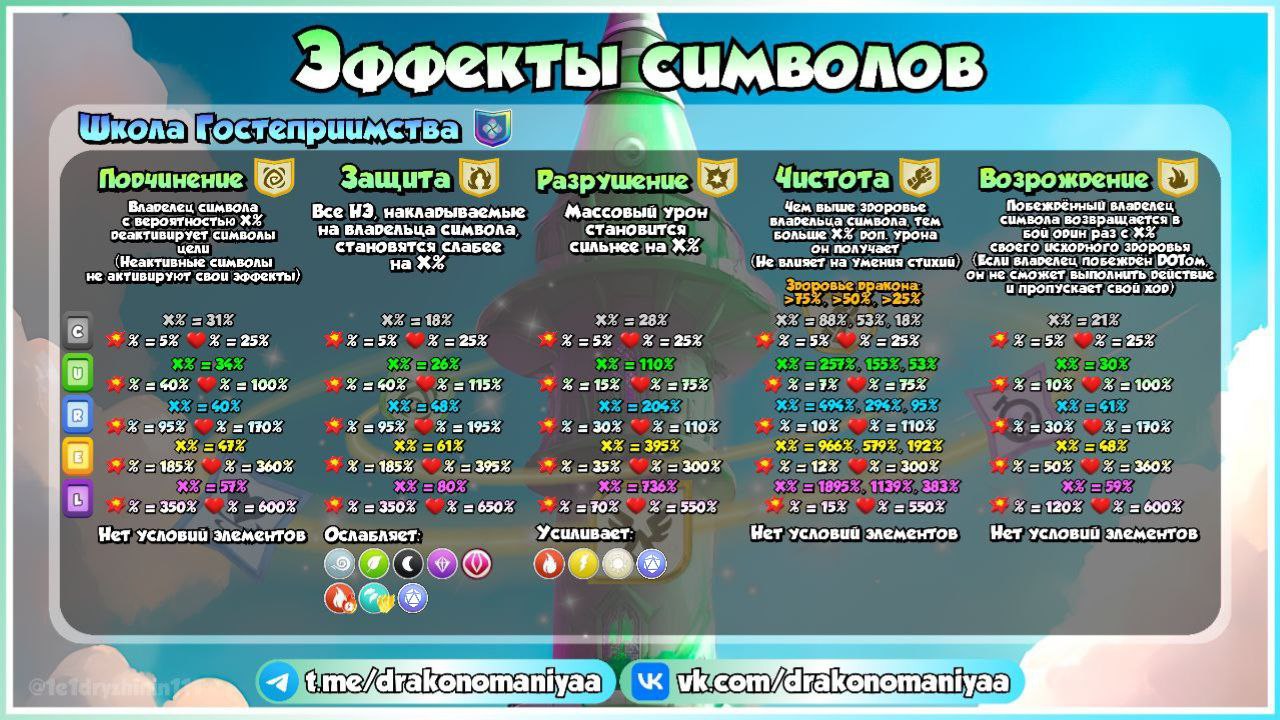 Эффекты символов
Школа Гостеприимства
Подчинение
Владелец символа
с вероятностью X%
деактивирует символы
цели
(Неактивные символы
не активируют свои эффекты)
Защита
Все НЭ, накладываемые
на владельца символа,
становятся слабее
на X%
Разрушение
Массовый урон
становится
сильнее на X%
Чистота
Чем выше здоровье
владельца символа, тем
больше X% доп. урона
он получает
(Не влияет на умения стихий)
Здоровье дракона:
>75%, >50%, >25%
Возрождение
Побеждённый владелец
символа возвращается в
бой один раз с X%
своего исходного здоровья
(Если владелец побеждён DOTом,
он не сможет выполнить действие
и пропускает свой ход)
C
X% = 31%
% = 5% % = 25%
X% = 18%
% = 5% % = 25%
X% = 28%
% = 5% % = 25%
X% = 88%, 53%, 18%
% = 5% % = 25%
X% = 21%
% = 5% % = 25%
U
X% = 34%
% = 40% % = 100%
X% = 26%
% = 40% % = 115%
X% = 110%
% = 15% % = 75%
X% = 257%, 155%, 53%
% = 7% % = 75%
X% = 30%
% = 10% % = 100%
R
X% = 40%
% = 95% % = 170%
X% = 48%
% = 95% % = 195%
X% = 204%
% = 30% % = 110%
X% = 494%, 294%, 95%
% = 10% % = 110%
X% = 41%
% = 30% % = 170%
E
X% = 47%
% = 185% % = 360%
X% = 61%
% = 185% % = 395%
X% = 395%
% = 35% % = 300%
X% = 966%, 579%, 192%
% = 12% % = 300%
X% = 48%
% = 50% % = 360%
L
X% = 57%
% = 350% % = 600%
X% = 80%
% = 350% % = 650%
X% = 736%
% = 70% % = 550%
X% = 1895%, 1139%, 383%
% = 15% % = 550%
X% = 59%
% = 120% % = 600%
Нет условий элементов
Ослабляет:
Усиливает:
Нет условий элементов
Нет условий элементов
t.me/drakonomaniyaa
vk.com/drakonomaniyaa